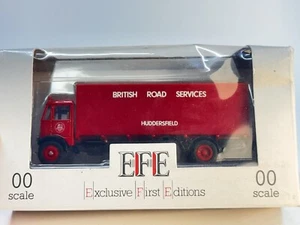 BRITISH ROAD SERVICES
HUDDERSFIELD
EFE
Exclusive First Editions
00
scale
00
scale